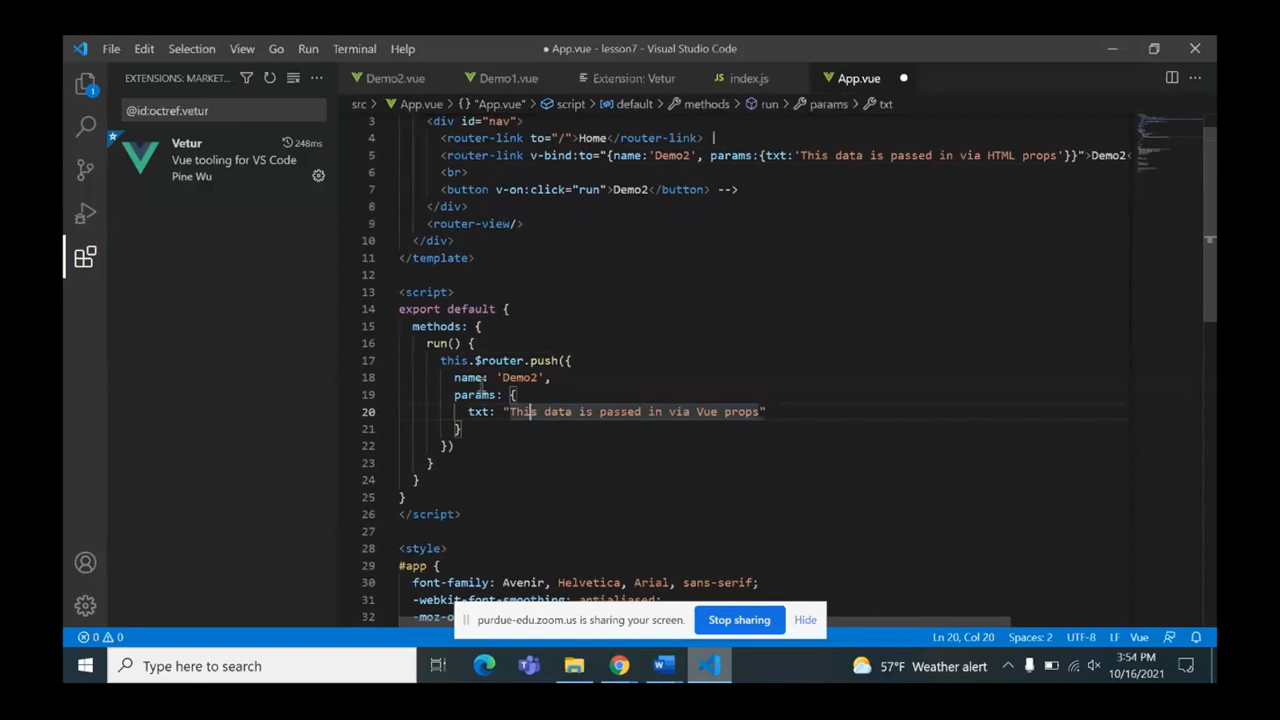 File Edit Selection View Go Run Terminal Help
● App.vue - lesson7 - Visual Studio Code
EXTENSIONS: MARKET...
Demo2.vue Demo1.vue Extension: Vetur JS index.js App.vue
1
@id:octref.vetur
Vetur 248ms
Vue tooling for VS Code
Pine Wu
src > App.vue > {} "App.vue" > script > default > methods > run > params > txt
3 <div id="nav">
4 <router-link to="/">Home</router-link> |
5 <router-link v-bind:to="{name:'Demo2', params:{txt:'This data is passed in via HTML props'}}">Demo2<
6 <br>
7 <button v-on:click="run">Demo2</button> -->
8 </div>
9 <router-view/>
10 </div>
11 </template>
12
13 <script>
14 export default {
15 methods: {
16 run() {
17 this.$router.push({
18 name: 'Demo2',
19 params: {
20 txt: "This data is passed in via Vue props"
21 }
22 })
23 }
24 }
25 }
26 </script>
27
28 <style>
29 #app {
30 font-family: Avenir, Helvetica, Arial, sans-serif;
31 -webkit-font-smoothing: antialiased;
32 -moz-o
purdue-edu.zoom.us is sharing your screen. Stop sharing Hide
0 0 Ln 20, Col 20 Spaces: 2 UTF-8 LF Vue
Type here to search
57°F Weather alert
3:54 PM
10/16/2021